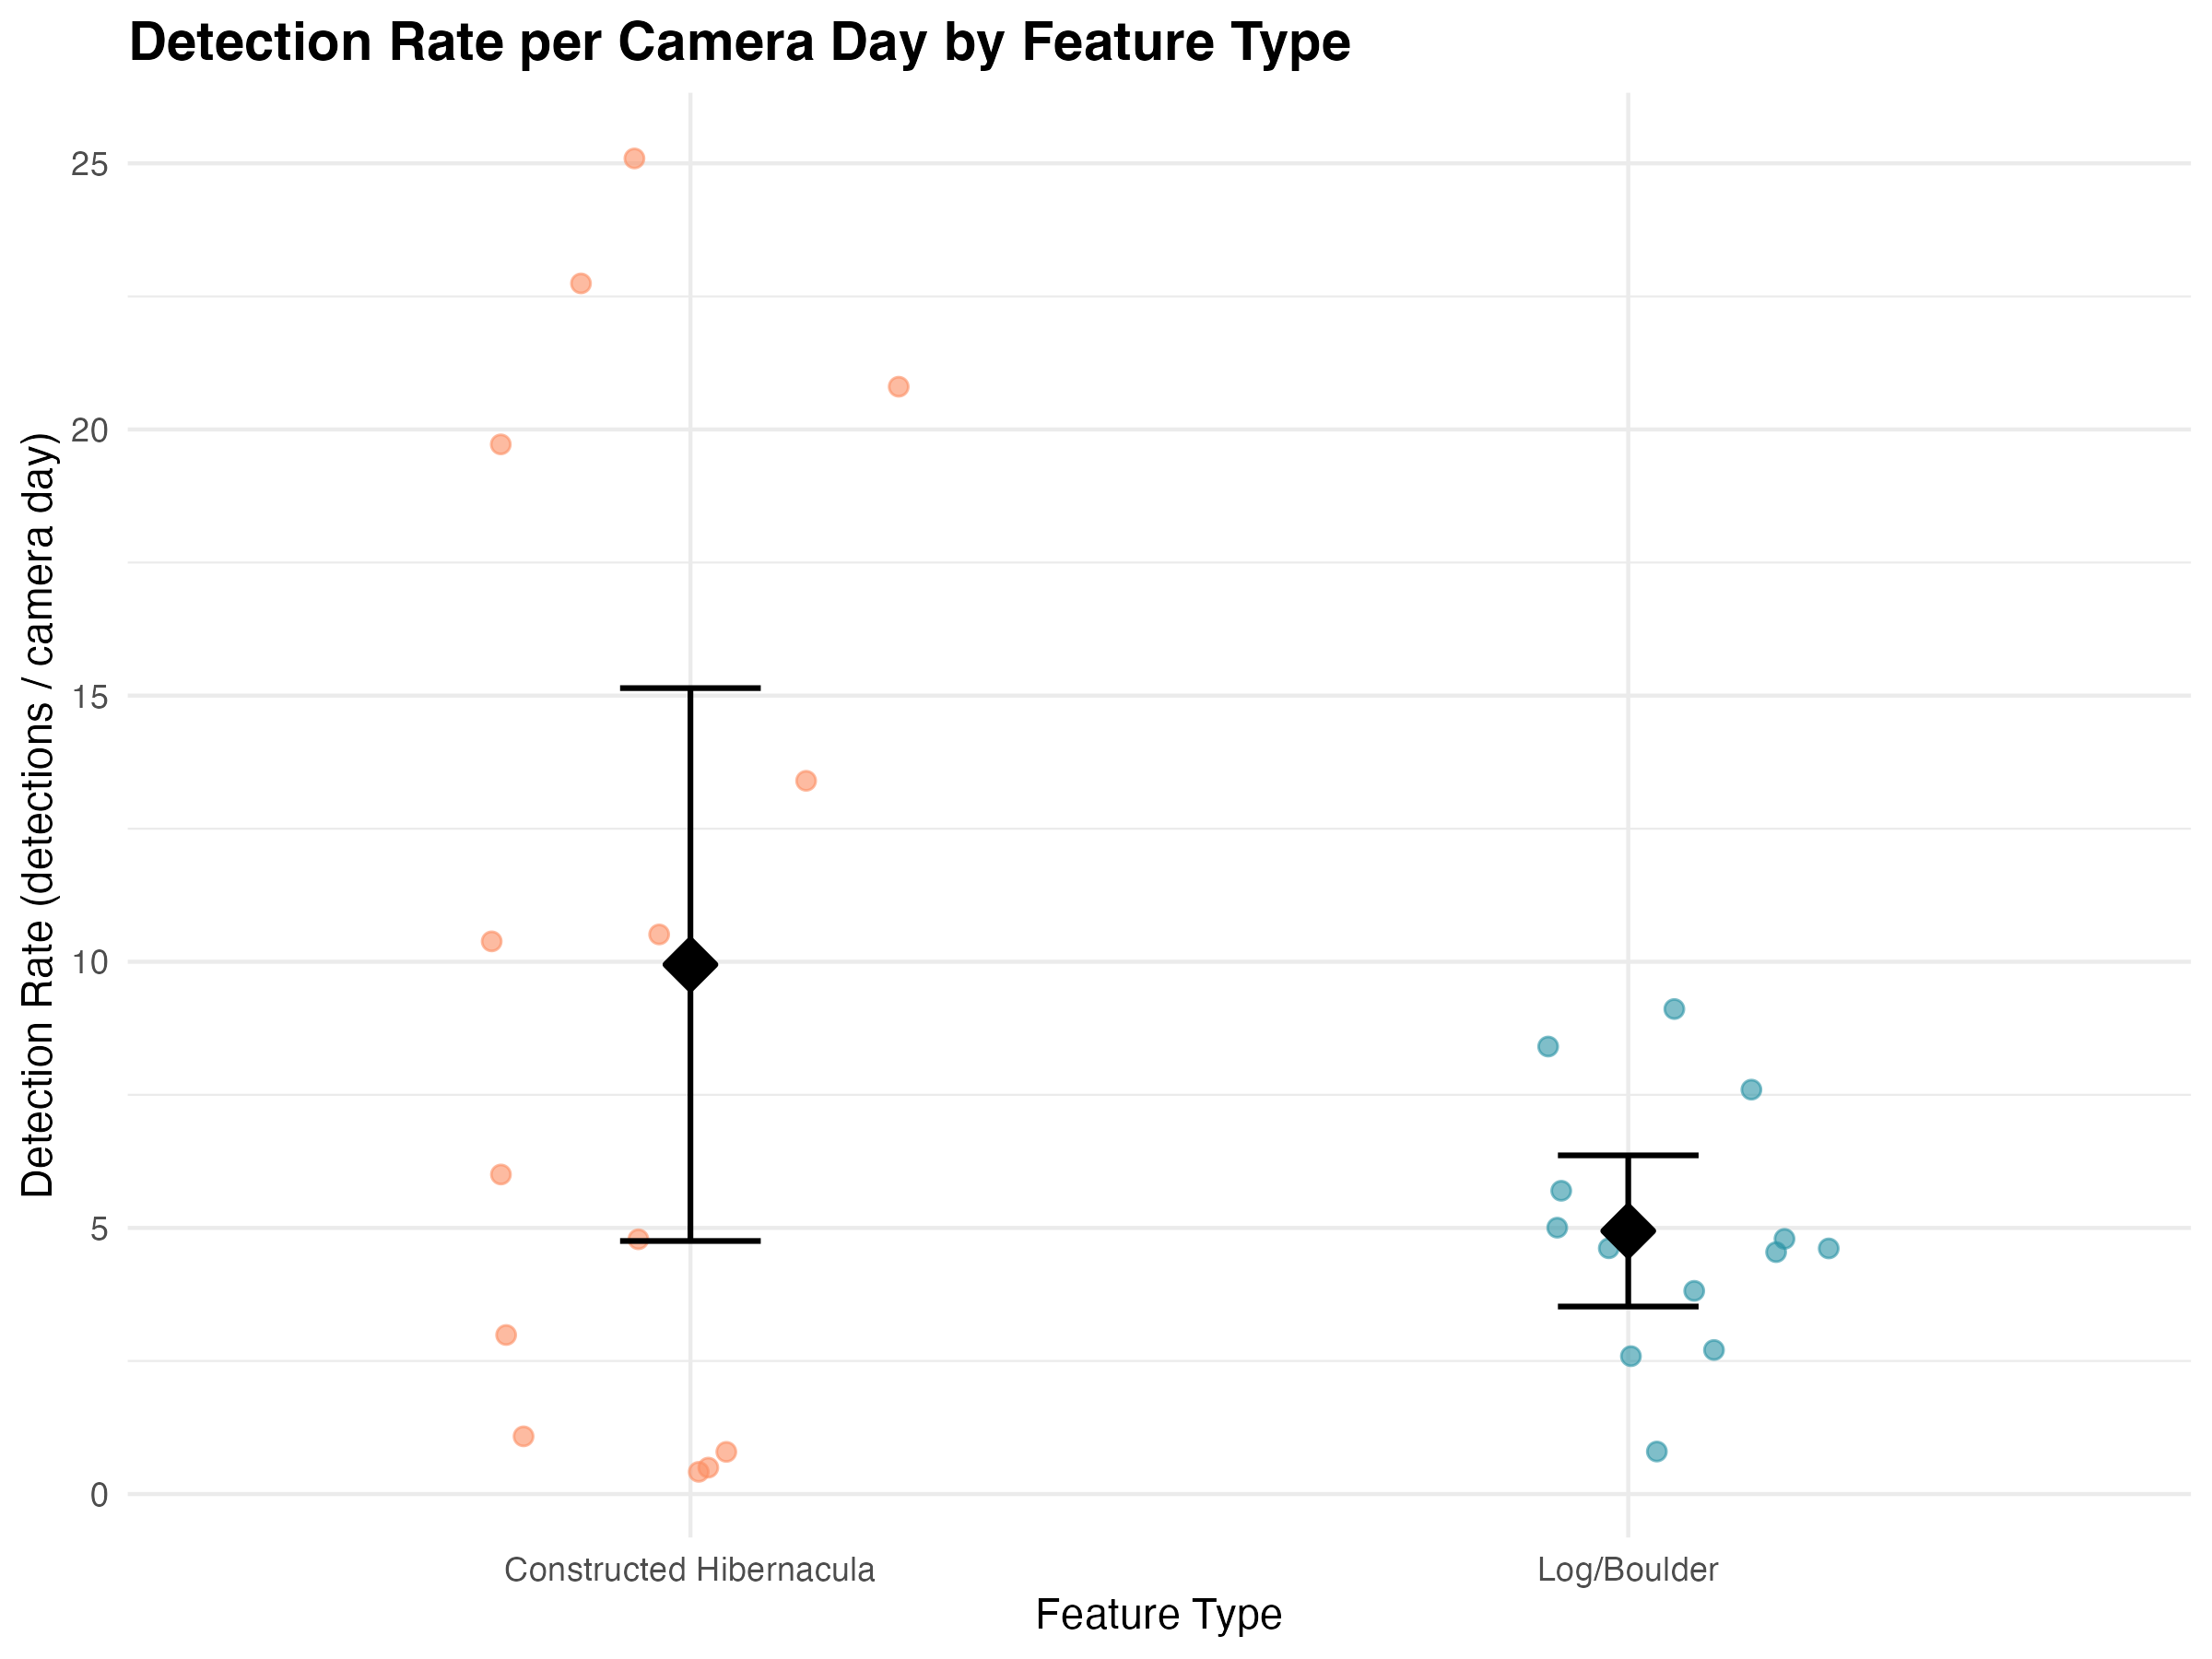 Detection Rate per Camera Day by Feature Type
Detection Rate (detections / camera day)
25
20
15
10
5
0
Constructed Hibernacula
Log/Boulder
Feature Type